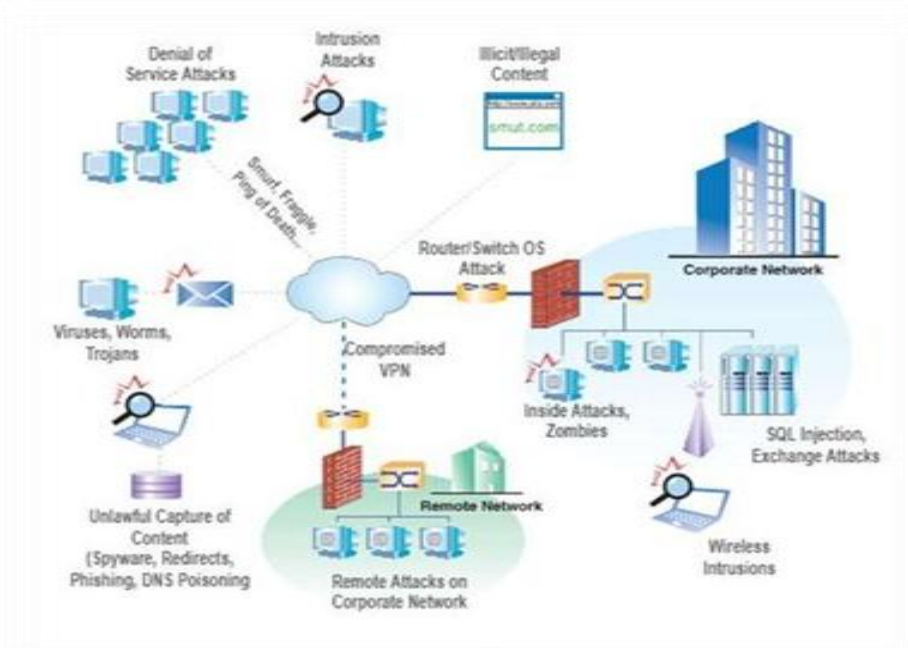 Denial of
Service Attacks
Intrusion
Attacks
Illicit/Illegal
Content
smut.com
Smurf, Fraggle,
Ping of Death...
Router/Switch OS
Attack
Corporate Network
Viruses, Worms,
Trojans
Compromised
VPN
Inside Attacks,
Zombies
SQL Injection,
Exchange Attacks
Unlawful Capture of
Content
(Spyware, Redirects,
Phishing, DNS Poisoning
Remote Network
Remote Attacks on
Corporate Network
Wireless
Intrusions